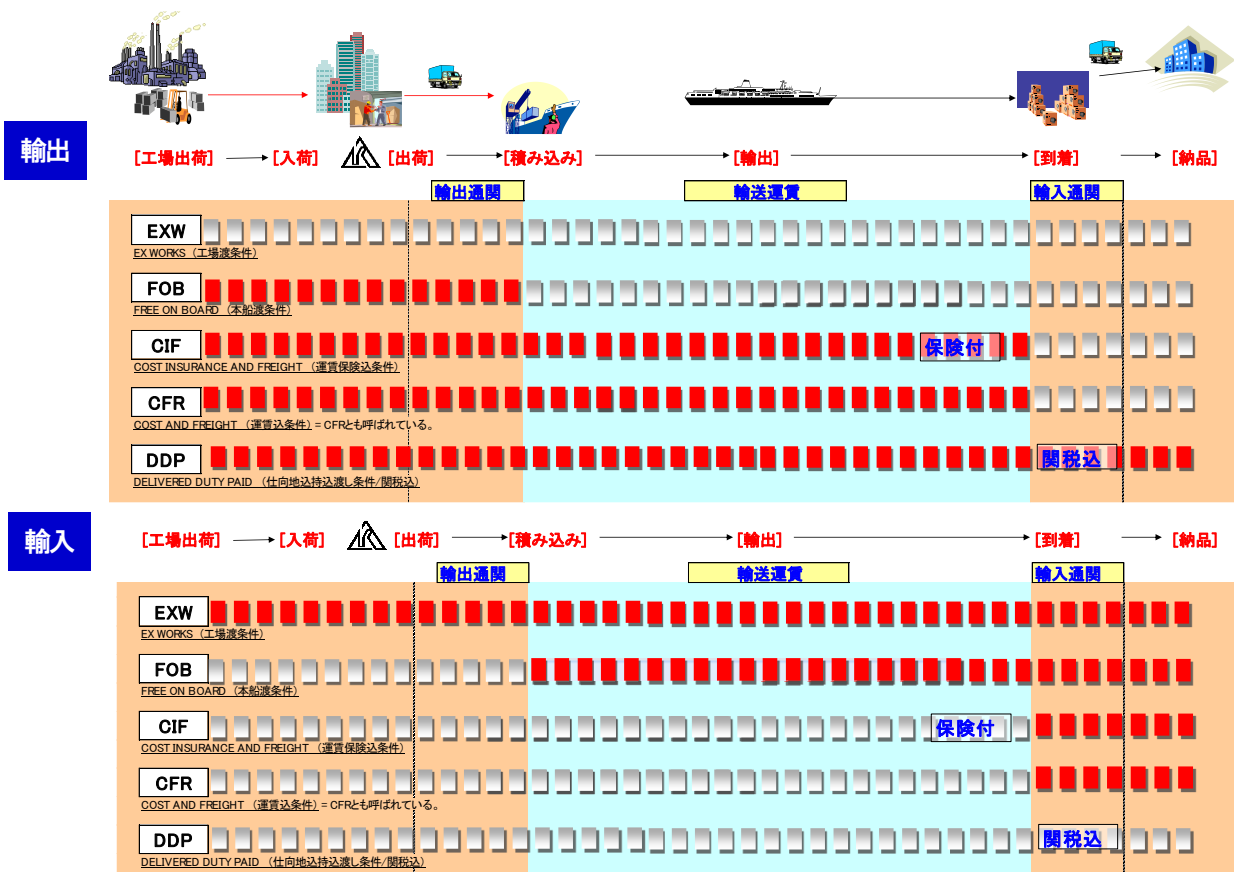 輸出
[工場出荷] [入荷] [出荷] [積み込み] [輸出] [到着] [納品]
輸出通関 輸送運賃 輸入通関
EXW
EX WORKS (工場渡条件)
FOB
FREE ON BOARD (本船渡条件)
CIF 保険付
COST INSURANCE AND FREIGHT (運賃保険込条件)
CFR
COST AND FREIGHT (運賃込条件) = CFRとも呼ばれている。
DDP 関税込
DELIVERED DUTY PAID (仕向地込持込渡し条件/関税込)
輸入
[工場出荷] [入荷] [出荷] [積み込み] [輸出] [到着] [納品]
輸出通関 輸送運賃 輸入通関
EXW
EX WORKS (工場渡条件)
FOB
FREE ON BOARD (本船渡条件)
CIF 保険付
COST INSURANCE AND FREIGHT (運賃保険込条件)
CFR
COST AND FREIGHT (運賃込条件) = CFRとも呼ばれている。
DDP 関税込
DELIVERED DUTY PAID (仕向地込持込渡し条件/関税込)